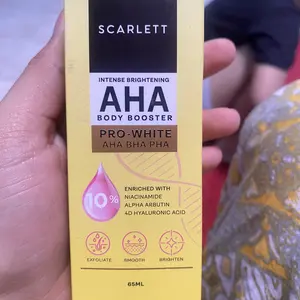 SCARLETT
INTENSE BRIGHTENING
AHA
BODY BOOSTER
PRO-WHITE
AHA BHA PHA
10%
ENRICHED WITH
NIACINAMIDE
ALPHA ARBUTIN
4D HYALURONIC ACID
EXFOLIATE SMOOTH BRIGHTEN
65ML